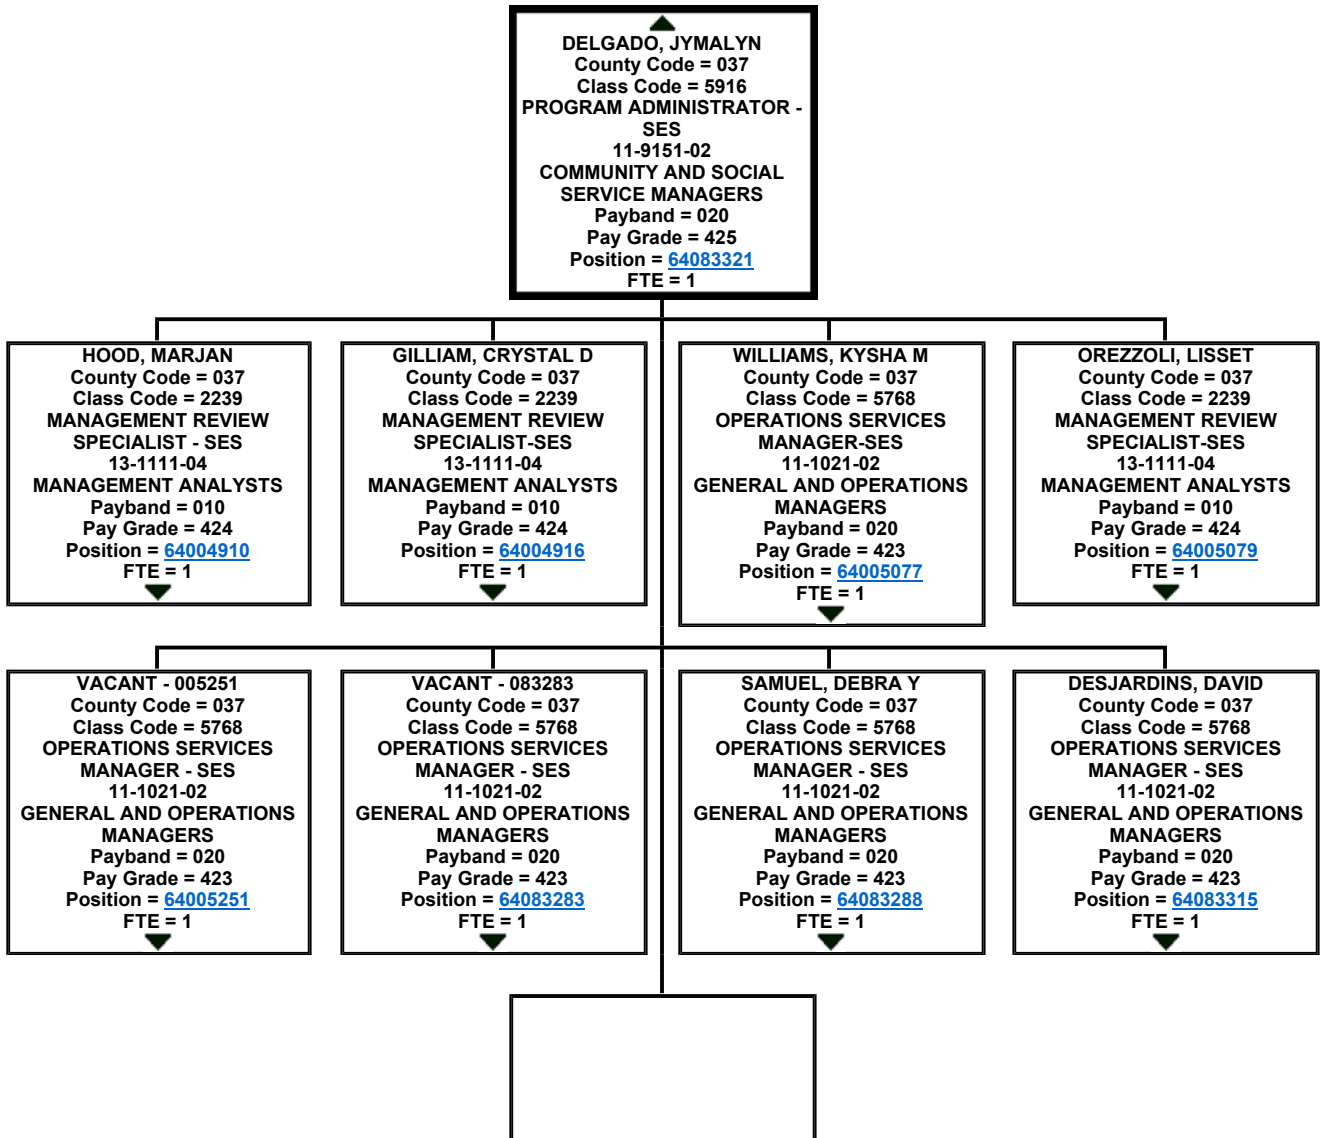 DELGADO, JYMALYN
County Code = 037
Class Code = 5916
PROGRAM ADMINISTRATOR -
SES
11-9151-02
COMMUNITY AND SOCIAL
SERVICE MANAGERS
Payband = 020
Pay Grade = 425
Position = 64083321
FTE = 1
HOOD, MARJAN
County Code = 037
Class Code = 2239
MANAGEMENT REVIEW
SPECIALIST - SES
13-1111-04
MANAGEMENT ANALYSTS
Payband = 010
Pay Grade = 424
Position = 64004910
FTE = 1
GILLIAM, CRYSTAL D
County Code = 037
Class Code = 2239
MANAGEMENT REVIEW
SPECIALIST-SES
13-1111-04
MANAGEMENT ANALYSTS
Payband = 010
Pay Grade = 424
Position = 64004916
FTE = 1
WILLIAMS, KYSHA M
County Code = 037
Class Code = 5768
OPERATIONS SERVICES
MANAGER-SES
11-1021-02
GENERAL AND OPERATIONS
MANAGERS
Payband = 020
Pay Grade = 423
Position = 64005077
FTE = 1
OREZZOLI, LISSET
County Code = 037
Class Code = 2239
MANAGEMENT REVIEW
SPECIALIST-SES
13-1111-04
MANAGEMENT ANALYSTS
Payband = 010
Pay Grade = 424
Position = 64005079
FTE = 1
VACANT - 005251
County Code = 037
Class Code = 5768
OPERATIONS SERVICES
MANAGER - SES
11-1021-02
GENERAL AND OPERATIONS
MANAGERS
Payband = 020
Pay Grade = 423
Position = 64005251
FTE = 1
VACANT - 083283
County Code = 037
Class Code = 5768
OPERATIONS SERVICES
MANAGER - SES
11-1021-02
GENERAL AND OPERATIONS
MANAGERS
Payband = 020
Pay Grade = 423
Position = 64083283
FTE = 1
SAMUEL, DEBRA Y
County Code = 037
Class Code = 5768
OPERATIONS SERVICES
MANAGER - SES
11-1021-02
GENERAL AND OPERATIONS
MANAGERS
Payband = 020
Pay Grade = 423
Position = 64083288
FTE = 1
DESJARDINS, DAVID
County Code = 037
Class Code = 5768
OPERATIONS SERVICES
MANAGER - SES
11-1021-02
GENERAL AND OPERATIONS
MANAGERS
Payband = 020
Pay Grade = 423
Position = 64083315
FTE = 1